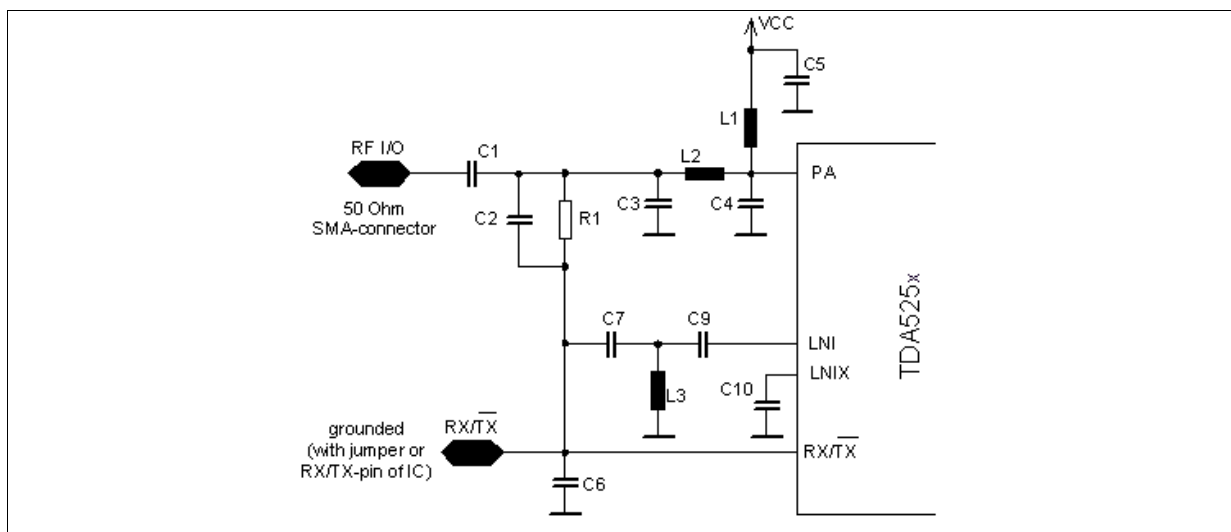 VCC
C5
L1
RF I/O
C1
L2
PA
50 Ohm
SMA-connector
C2
R1
C3
C4
C7
C9
LNI
LNIX
TDA525x
C10
L3
grounded
(with jumper or
RX/TX-pin of IC)
RX/TX
RX/TX
C6